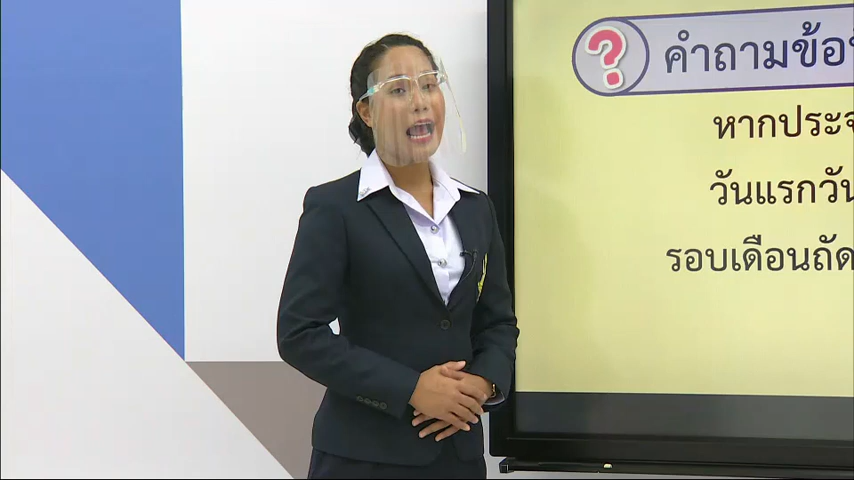 ?
คำถามข้อ
หากประจ
วันแรกวัน
รอบเดือนถัด